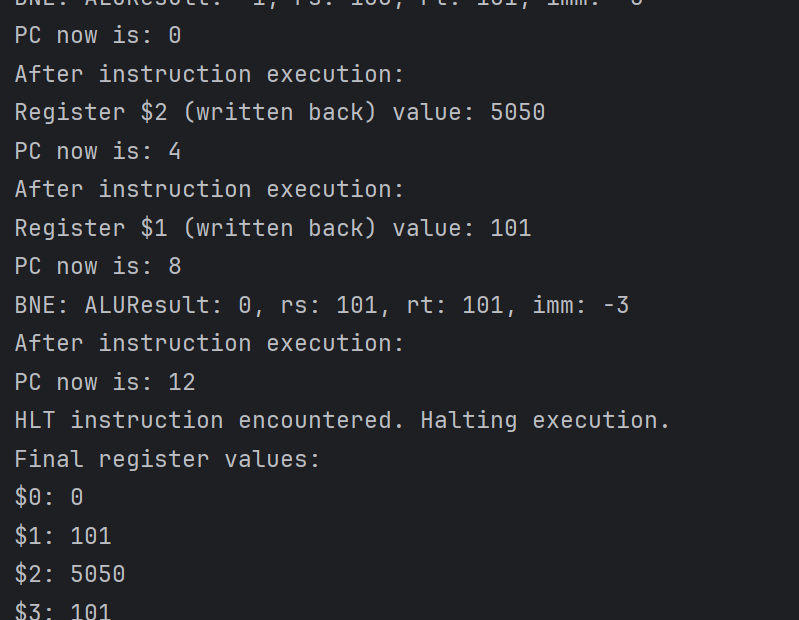 BNE: ALUResult: -1, rs: 100, rt: 101, imm: -3
PC now is: 0
After instruction execution:
Register $2 (written back) value: 5050
PC now is: 4
After instruction execution:
Register $1 (written back) value: 101
PC now is: 8
BNE: ALUResult: 0, rs: 101, rt: 101, imm: -3
After instruction execution:
PC now is: 12
HLT instruction encountered. Halting execution.
Final register values:
$0: 0
$1: 101
$2: 5050
$3: 101